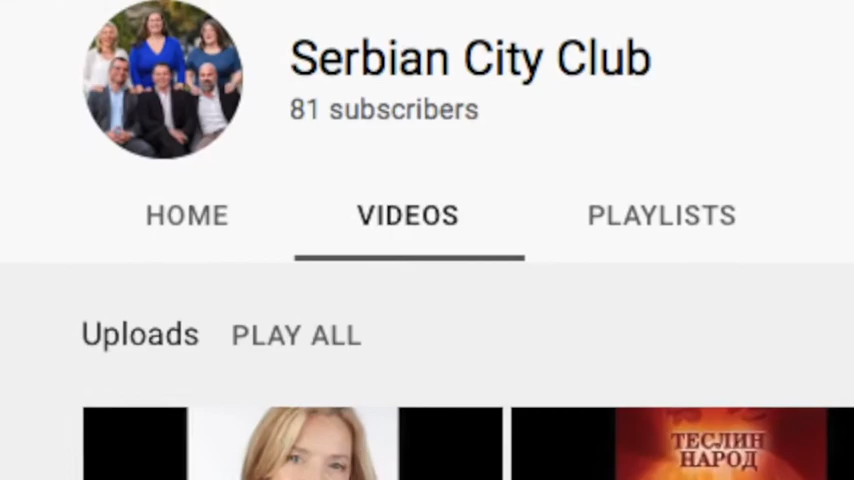 Serbian City Club
81 subscribers
HOME VIDEOS PLAYLISTS
Uploads PLAY ALL
ТЕСЛИН
НАРОД